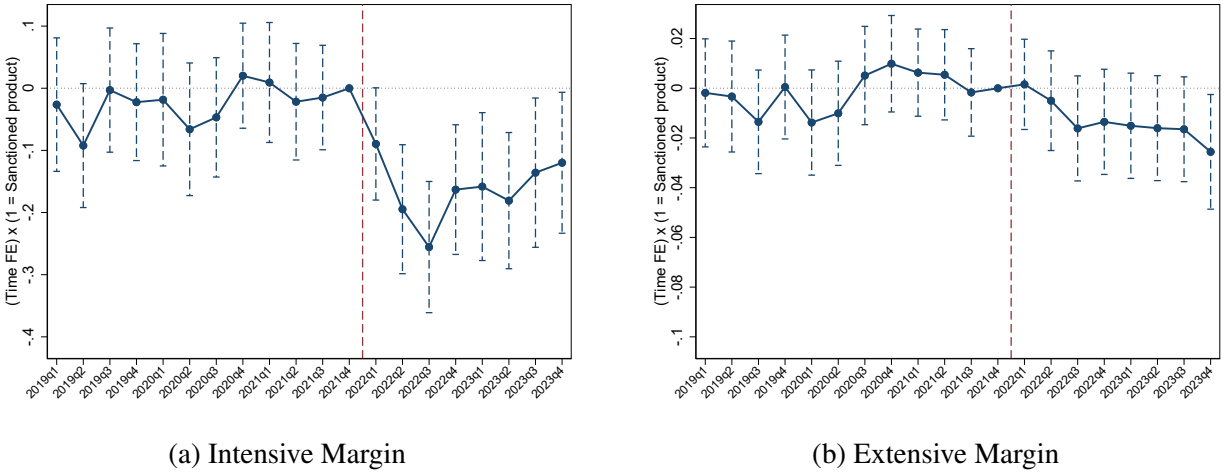 (Time FE) x (1 = Sanctioned product)
.1
0
-.1
-.2
-.3
-.4
2019q1
2019q2
2019q3
2019q4
2020q1
2020q2
2020q3
2020q4
2021q1
2021q2
2021q3
2021q4
2022q1
2022q2
2022q3
2022q4
2023q1
2023q2
2023q3
2023q4
(a) Intensive Margin
(Time FE) x (1 = Sanctioned product)
.02
0
-.02
-.04
-.06
-.08
-.1
2019q1
2019q2
2019q3
2019q4
2020q1
2020q2
2020q3
2020q4
2021q1
2021q2
2021q3
2021q4
2022q1
2022q2
2022q3
2022q4
2023q1
2023q2
2023q3
2023q4
(b) Extensive Margin